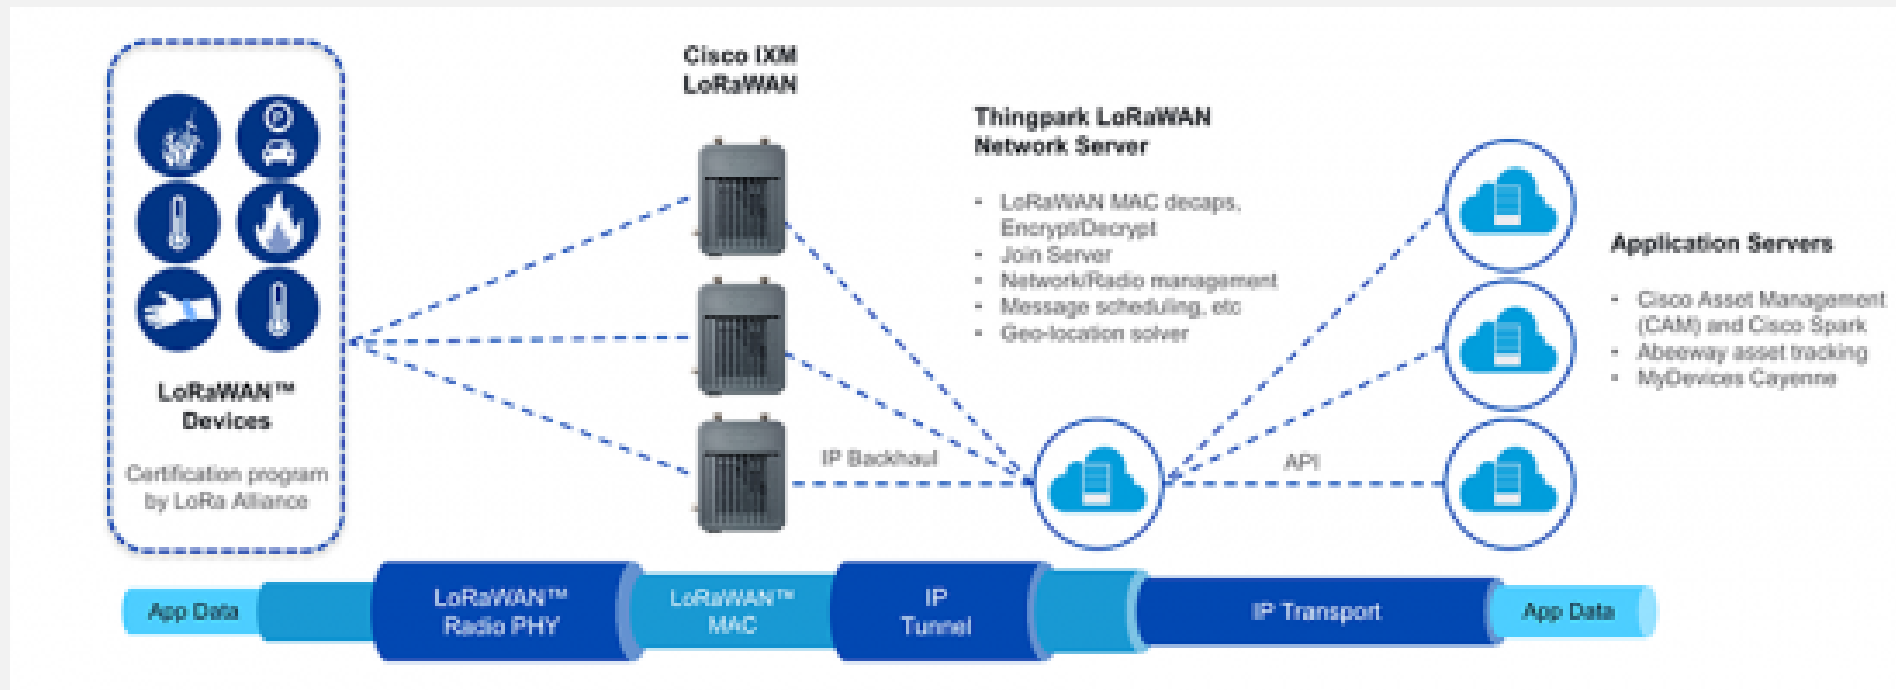 Cisco IXM
LoRaWAN
Thingpark LoRaWAN
Network Server
• LoRaWAN MAC decaps,
Encrypt/Decrypt
• Join Server
• Network/Radio management
• Message scheduling, etc
• Geo-location solver
Application Servers
• Cisco Asset Management
(CAM) and Cisco Spark
• Abeeway asset tracking
• MyDevices Cayenne
LoRaWAN™
Devices
Certification program
by LoRa Alliance
IP Backhaul
API
App Data
LoRaWAN™
Radio PHY
LoRaWAN™
MAC
IP
Tunnel
IP Transport
App Data